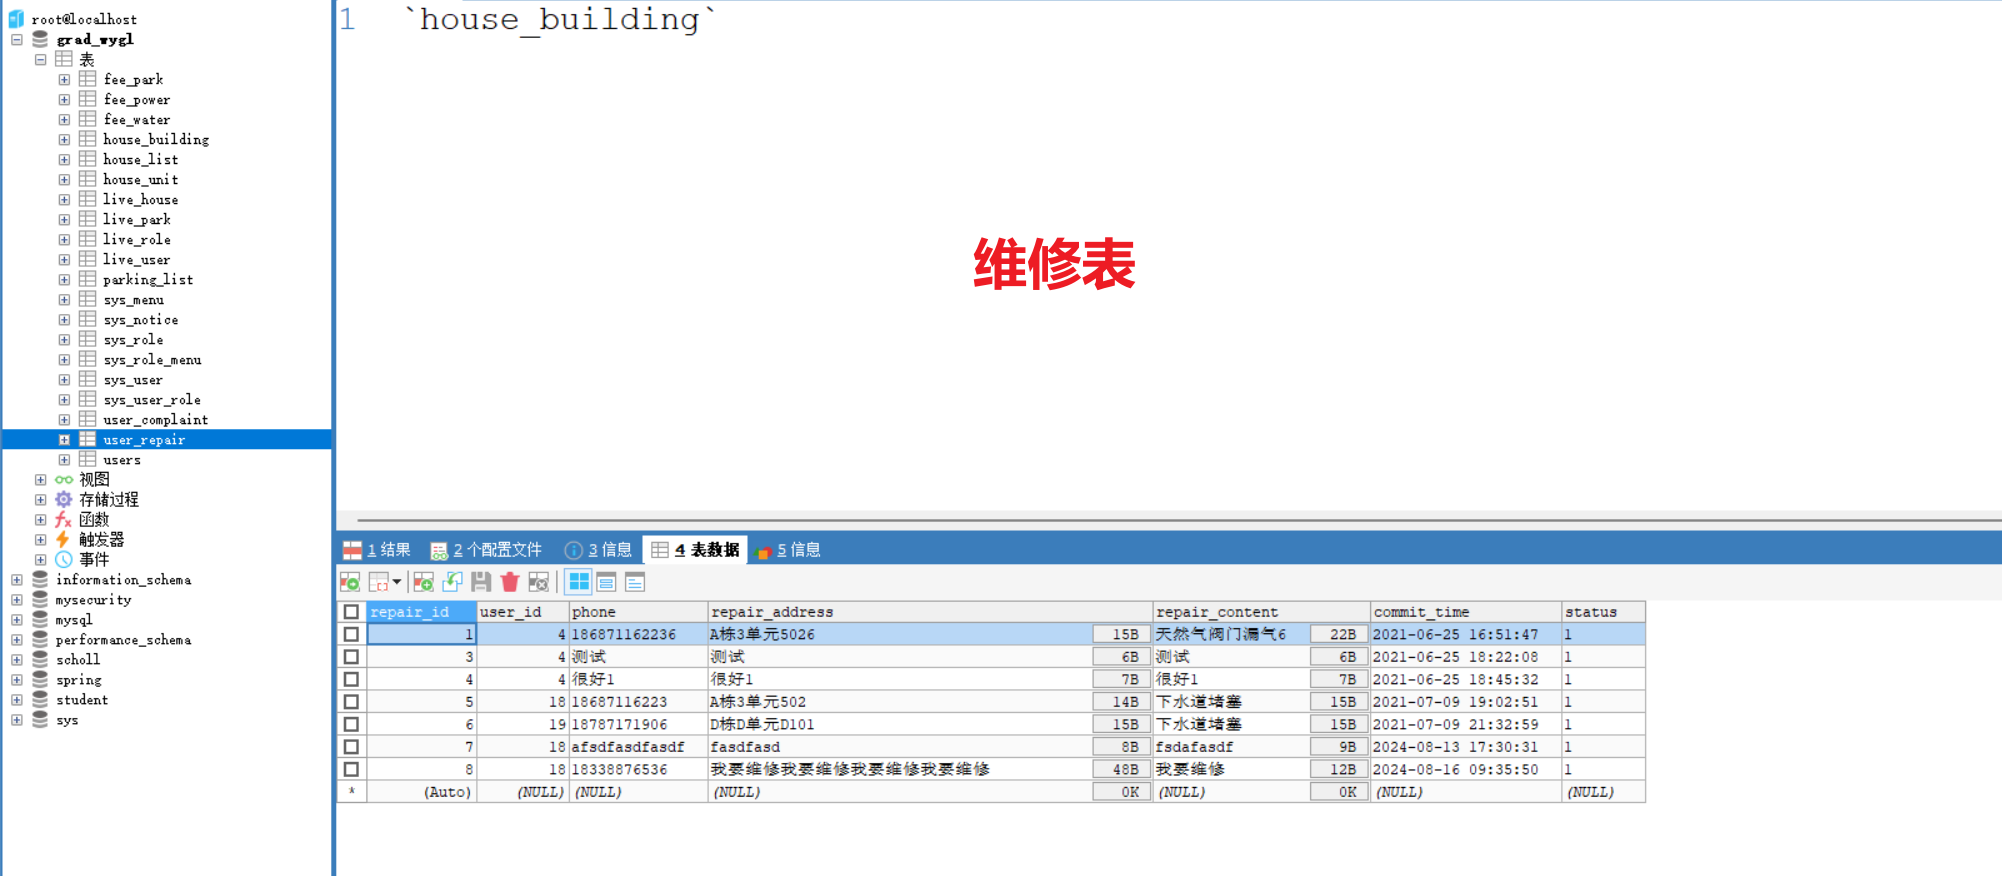 root@localhost
grad_wygl
表
fee_park
fee_power
fee_water
house_building
house_list
house_unit
live_house
live_park
live_role
live_user
parking_list
sys_menu
sys_notice
sys_role
sys_role_menu
sys_user
sys_user_role
user_complaint
user_repair
users
视图
存储过程
函数
触发器
事件
information_schema
mysecurity
mysql
performance_schema
scholl
spring
student
sys
1 `house_building`
维修表
1 结果 2 个配置文件 3 信息 4 表数据 5 信息
repair_id user_id phone repair_address repair_content commit_time status
1 4 186871162236 A栋3单元5026 15B 天然气阀门漏气6 22B 2021-06-25 16:51:47 1
3 4 测试 测试 6B 测试 6B 2021-06-25 18:22:08 1
4 4 很好1 很好1 7B 很好1 7B 2021-06-25 18:45:32 1
5 18 18687116223 A栋3单元502 14B 下水道堵塞 15B 2021-07-09 19:02:51 1
6 19 18787171906 D栋D单元D101 15B 下水道堵塞 15B 2021-07-09 21:32:59 1
7 18 afsdfasdfasdf fasdfasd 8B fsdafasdf 9B 2024-08-13 17:30:31 1
8 18 18338876536 我要维修我要维修我要维修我要维修 48B 我要维修 12B 2024-08-16 09:35:50 1
* (Auto) (NULL) (NULL) (NULL) 0K (NULL) 0K (NULL) (NULL)